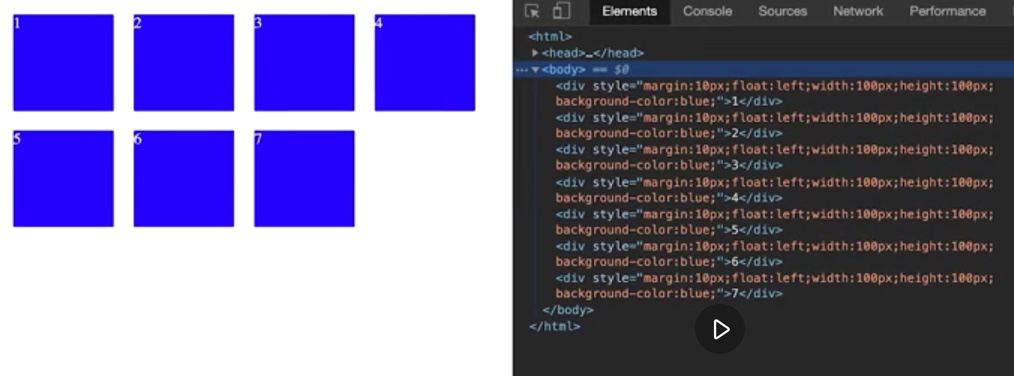 1 2 3 4
5 6 7
Elements Console Sources Network Performance
<html>
<head>…</head>
… <body> == $0
<div style="margin:10px;float:left;width:100px;height:100px;
background-color:blue;">1</div>
<div style="margin:10px;float:left;width:100px;height:100px;
background-color:blue;">2</div>
<div style="margin:10px;float:left;width:100px;height:100px;
background-color:blue;">3</div>
<div style="margin:10px;float:left;width:100px;height:100px;
background-color:blue;">4</div>
<div style="margin:10px;float:left;width:100px;height:100px;
background-color:blue;">5</div>
<div style="margin:10px;float:left;width:100px;height:100px;
background-color:blue;">6</div>
<div style="margin:10px;float:left;width:100px;height:100px;
background-color:blue;">7</div>
</body>
</html>